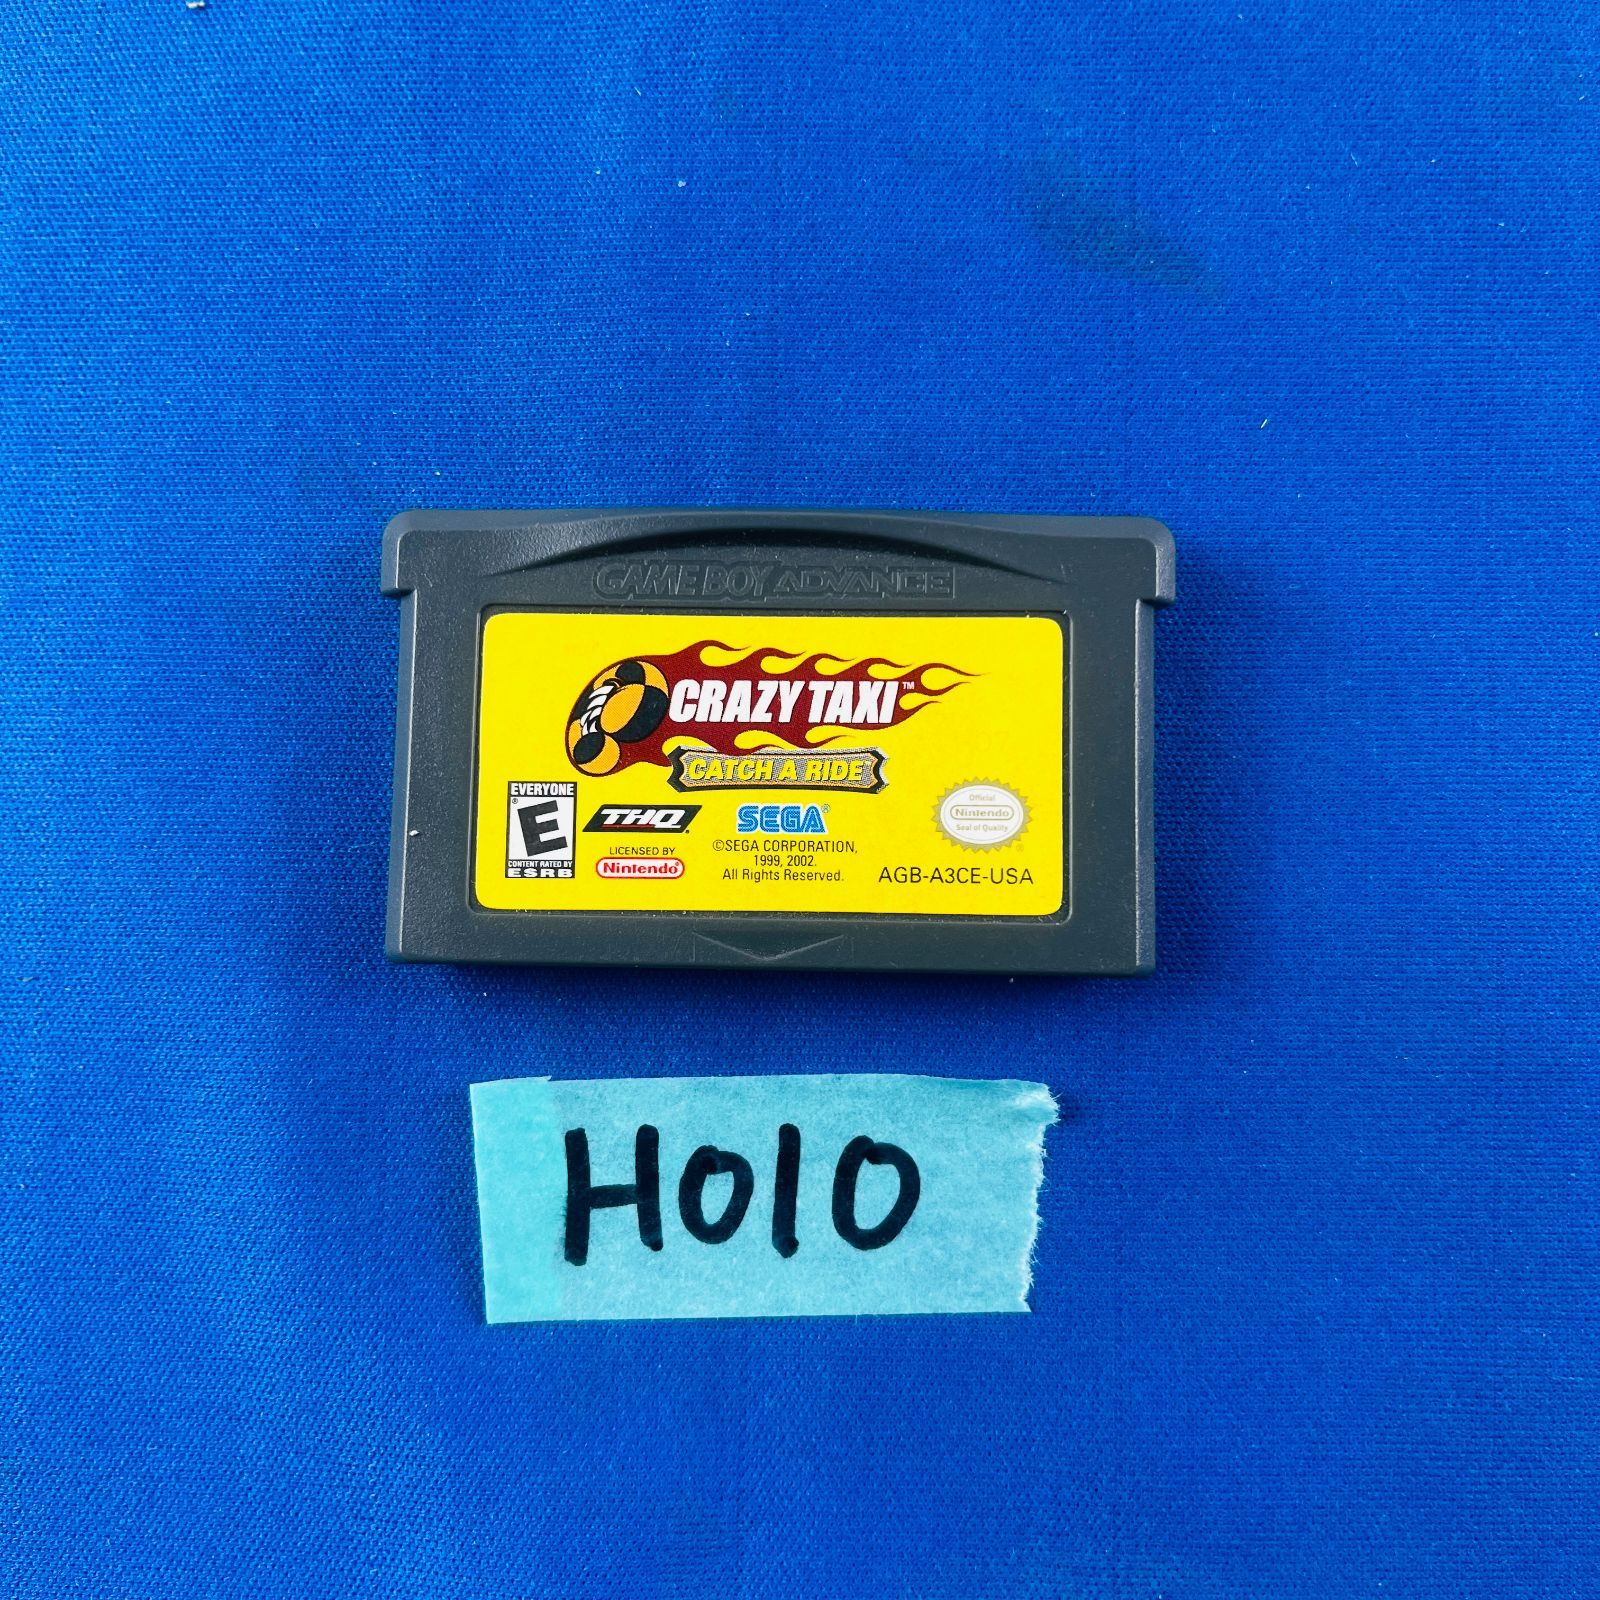 GAME BOY ADVANCE
CRAZY TAXI™
CATCH A RIDE
EVERYONE
E®
CONTENT RATED BY
ESRB
THQ®
LICENSED BY
Nintendo®
SEGA®
©SEGA CORPORATION,
1999, 2002.
All Rights Reserved.
Official
Nintendo
Seal of Quality
AGB-A3CE-USA
H010